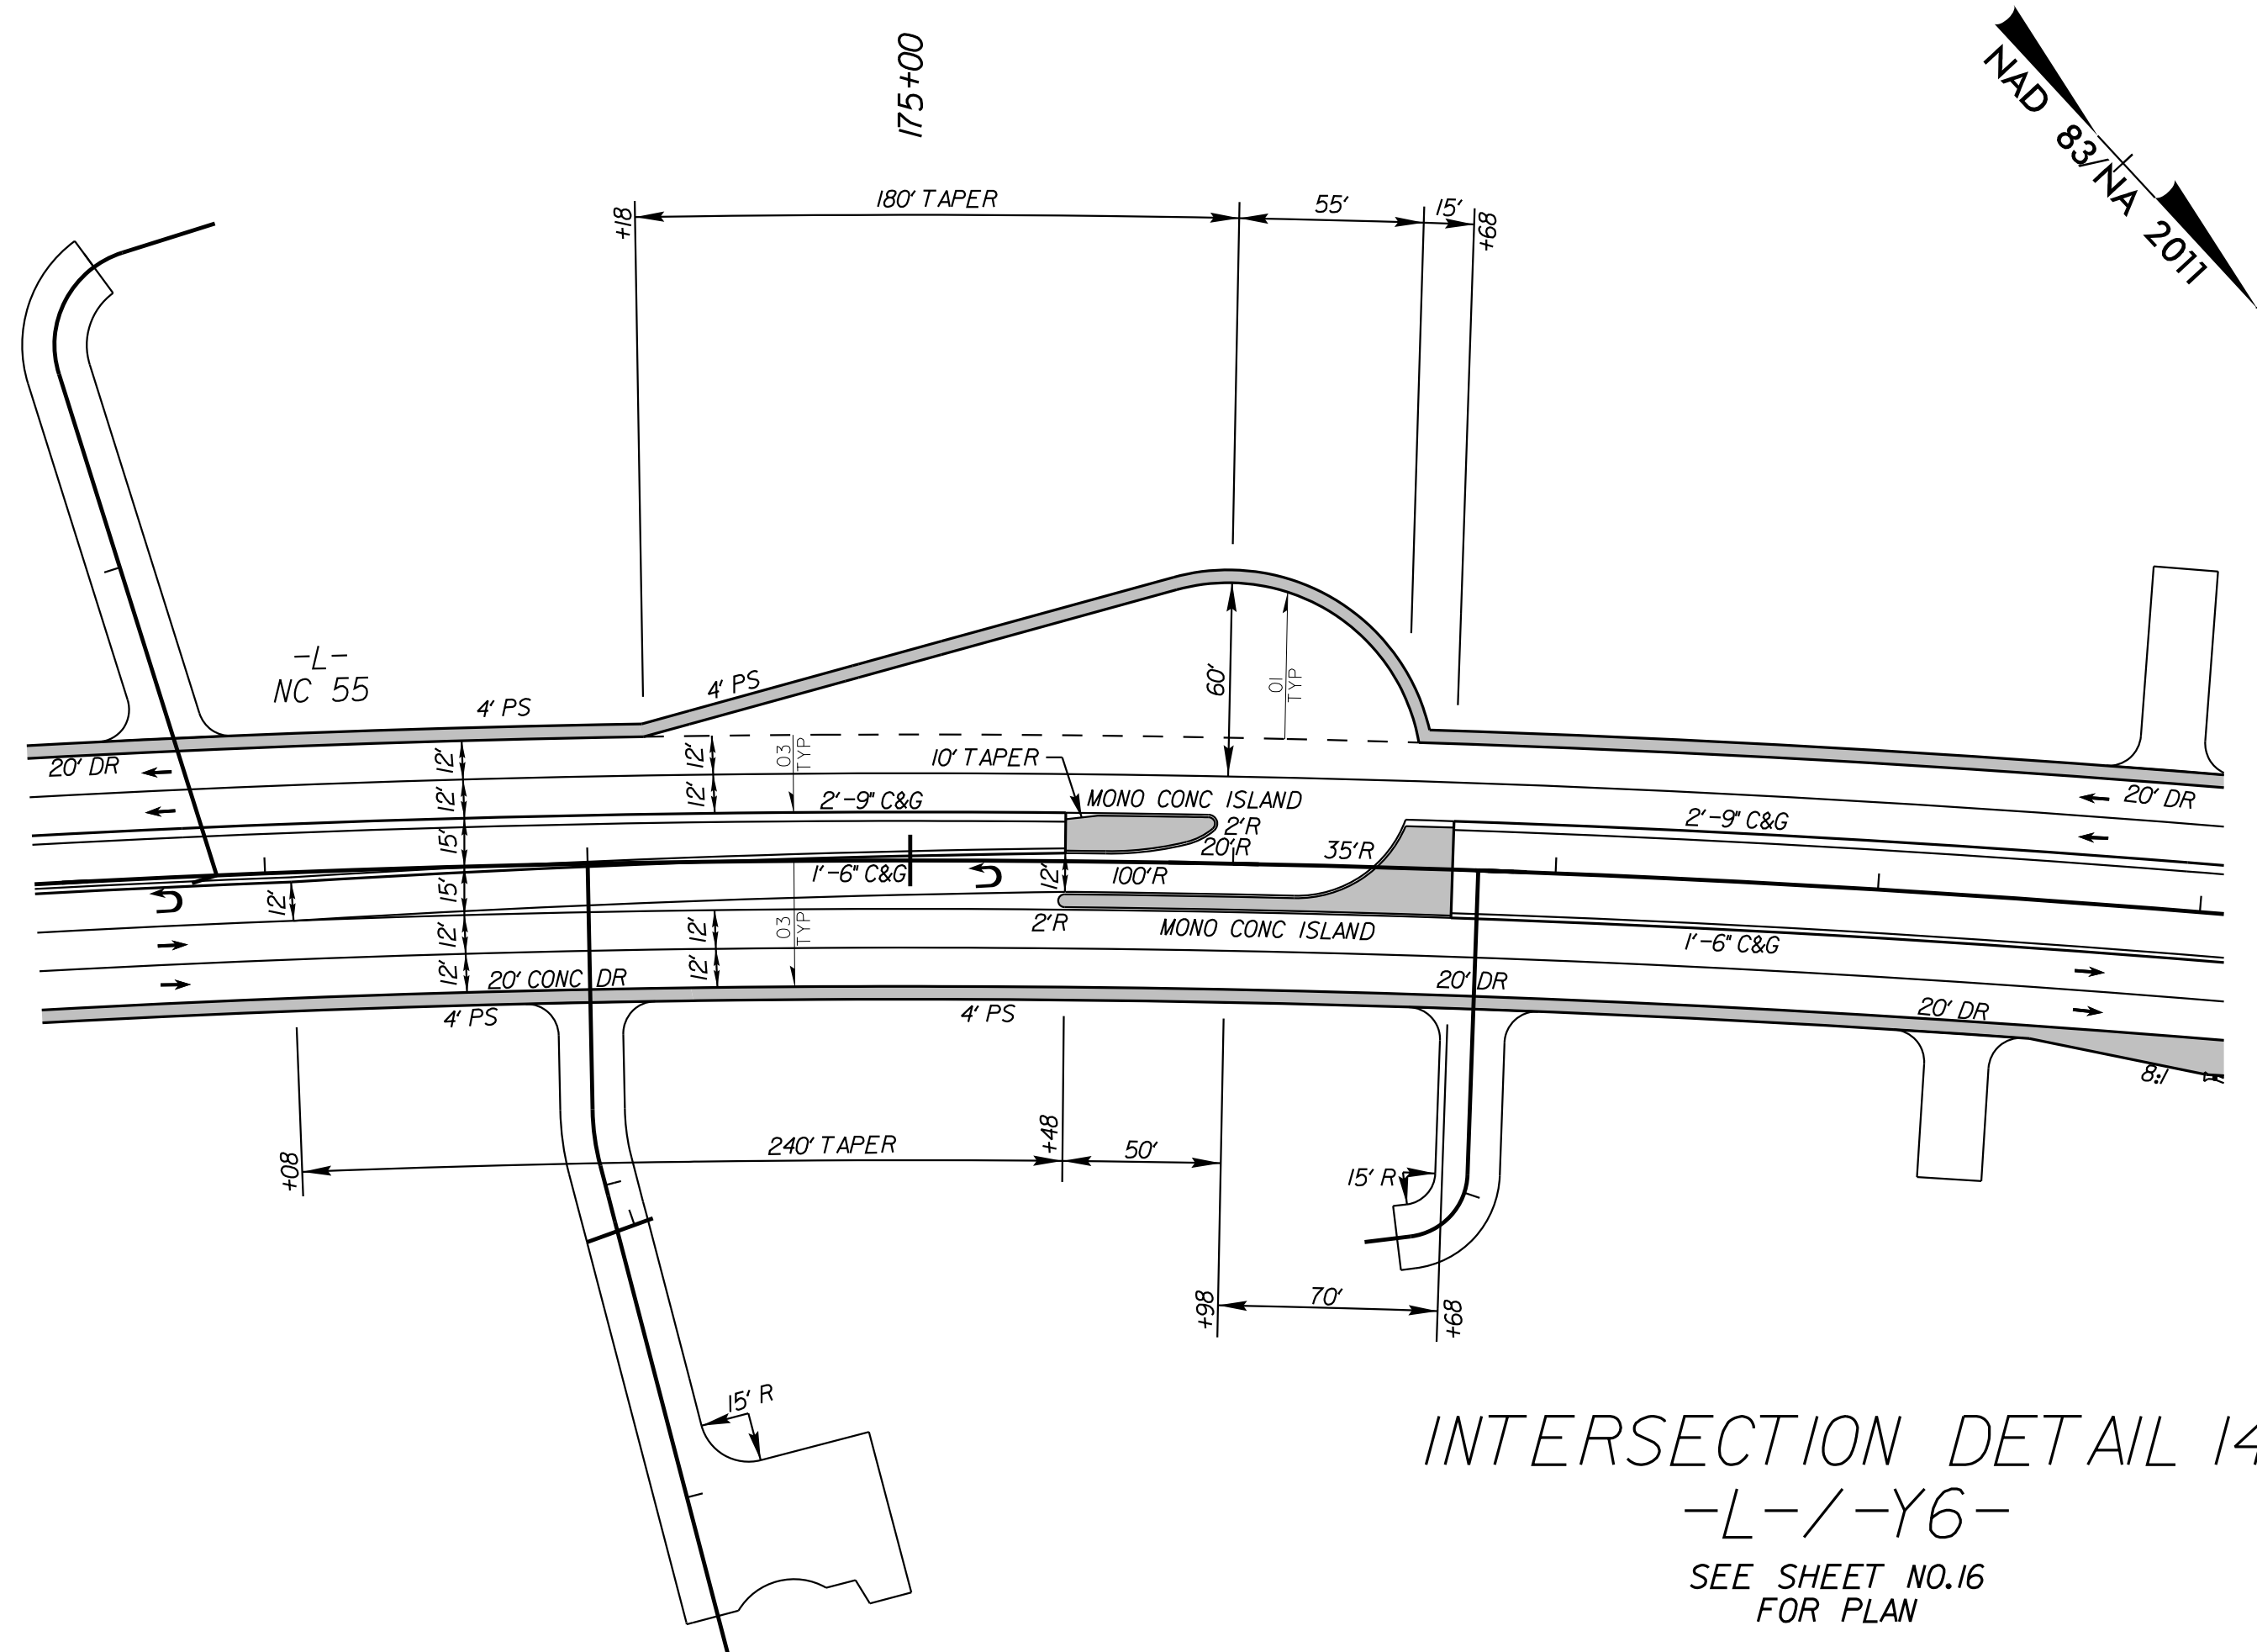 175+00
NAD 83/NA 2011
+18
180' TAPER
55'
15'
+68
-L-
NC 55
4' PS
4' PS
60'
01
TYP
20' DR
12'
12'
15'
15'
12'
12'
12'
12'
12'
03
TYP
10' TAPER
2'-9" C&G
MONO CONC ISLAND
2'R
20'R
35'R
2'-9" C&G
20' DR
1'-6" C&G
12'
100'R
12'
12'
12'
03
TYP
2'R
MONO CONC ISLAND
1'-6" C&G
20' CONC DR
4' PS
4' PS
20' DR
20' DR
8:1
+08
240' TAPER
+48
50'
15' R
+98
70'
+68
15' R
INTERSECTION DETAIL 14
-L-/-Y6-
SEE SHEET NO.16
FOR PLAN